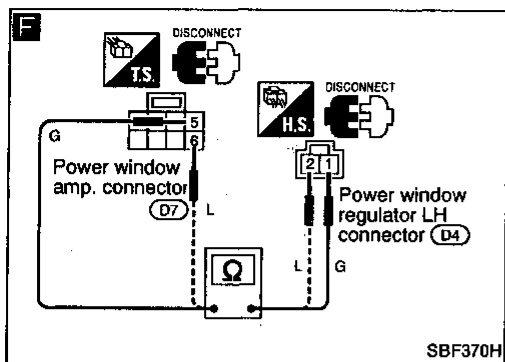 F
DISCONNECT
T.S.
DISCONNECT
H.S.
5
G
6
2 1
Power window
amp. connector
D7
L
Power window
regulator LH
connector D4
Ω
L
G
SBF370H